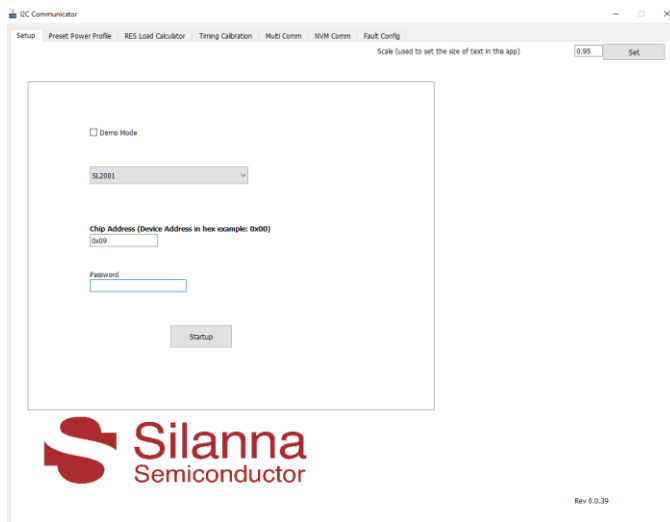 I2C Communicator
Setup Preset Power Profile RES Load Calculator Timing Calibration Multi Comm NVM Comm Fault Config
Scale (used to set the size of text in this app) 0.95 Set
Demo Mode
SL2001
Chip Address (Device Address in hex example: 0x00)
0x09
Password
Startup
Silanna
Semiconductor
Rev 8.0.39